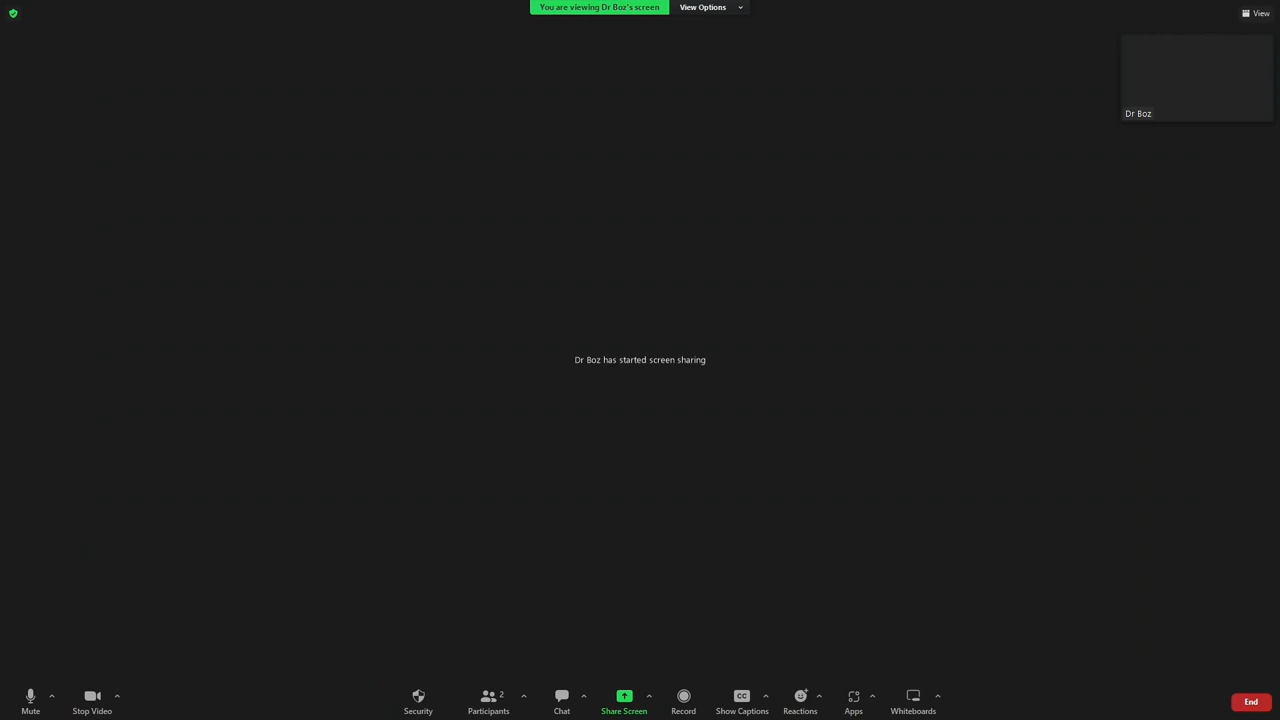 You are viewing Dr Boz's screen View Options
View
Dr Boz
Dr Boz has started screen sharing
Mute Stop Video Security Participants 2 Chat Share Screen Record CC Show Captions Reactions Apps Whiteboards End